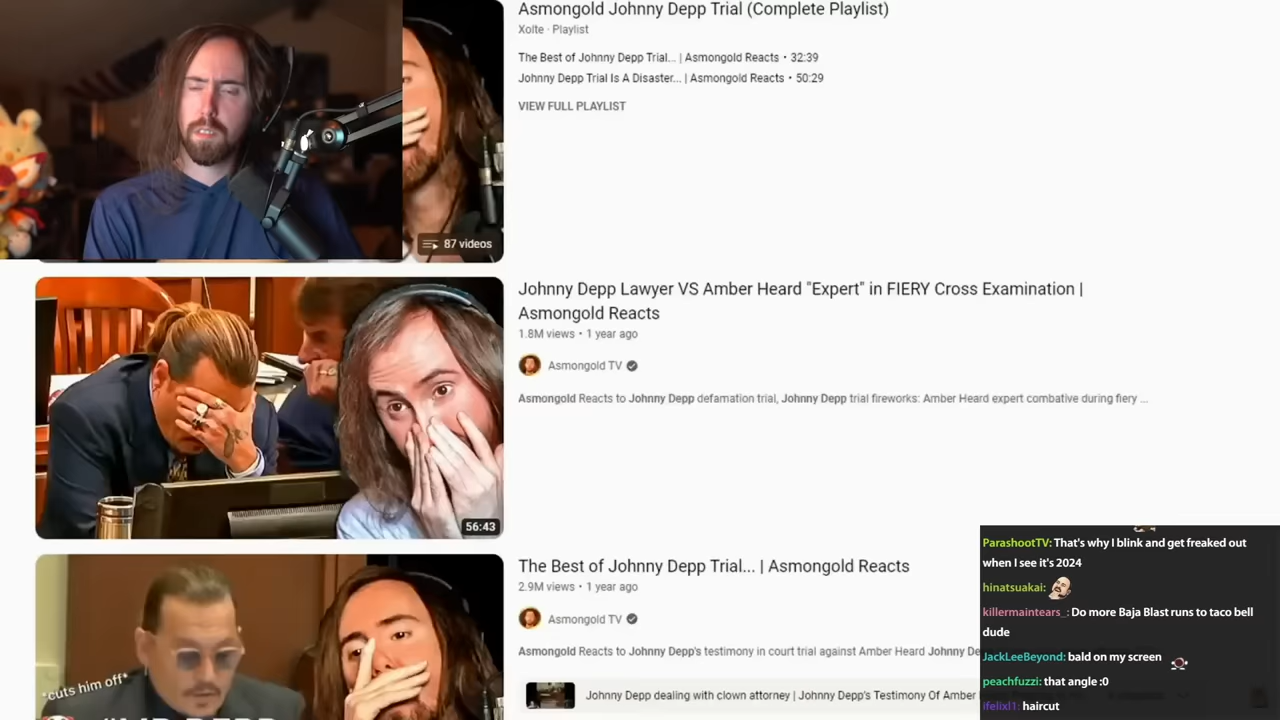 Asmongold Johnny Depp Trial (Complete Playlist)
Xolte · Playlist
The Best of Johnny Depp Trial... | Asmongold Reacts • 32:39
Johnny Depp Trial Is A Disaster... | Asmongold Reacts • 50:29
VIEW FULL PLAYLIST
87 videos
Johnny Depp Lawyer VS Amber Heard "Expert" in FIERY Cross Examination |
Asmongold Reacts
1.8M views • 1 year ago
Asmongold TV
Asmongold Reacts to Johnny Depp defamation trial, Johnny Depp trial fireworks: Amber Heard expert combative during fiery ...
56:43
The Best of Johnny Depp Trial... | Asmongold Reacts
2.9M views • 1 year ago
Asmongold TV
Asmongold Reacts to Johnny Depp's testimony in court trial against Amber Heard Johnny De
Johnny Depp dealing with clown attorney | Johnny Depp's Testimony Of Amber
*cuts him off*
ParashootTV: That's why I blink and get freaked out
when I see it's 2024
hinatsuakai:
killermaintears_: Do more Baja Blast runs to taco bell
dude
JackLeeBeyond: bald on my screen
peachfuzzi: that angle :0
ifelixl1: haircut